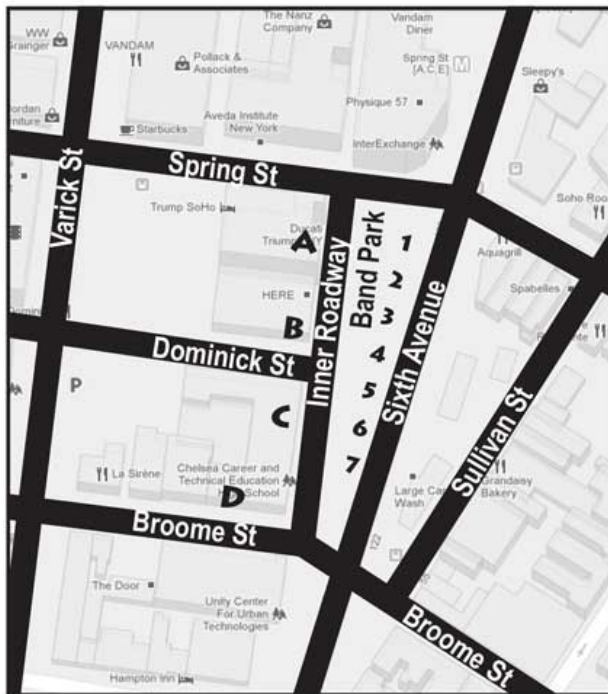 The Nanz
Company
Vandam
Diner
WW
Grainger
VANDAM
Pollack &
Associates
Spring St
[A,C,E]
Sleepy's
Physique 57
Aveda Institute
New York
Starbucks
InterExchange
Spring St
Varick St
Trump SoHo
Soho
Ducati
A
HERE
B
Inner Roadway
Band Park
1
2
3
4
5
6
7
Sixth Avenue
Aquagrill
Spabelles
Dominick St
P
C
La Sirène
Chelsea Career and
Technical Education
High School
D
Broome St
Sullivan St
Grandaisy
Bakery
Large Car
Wash
122
The Door
Unity Center
For Urban
Technologies
Broome St
Hampton Inn